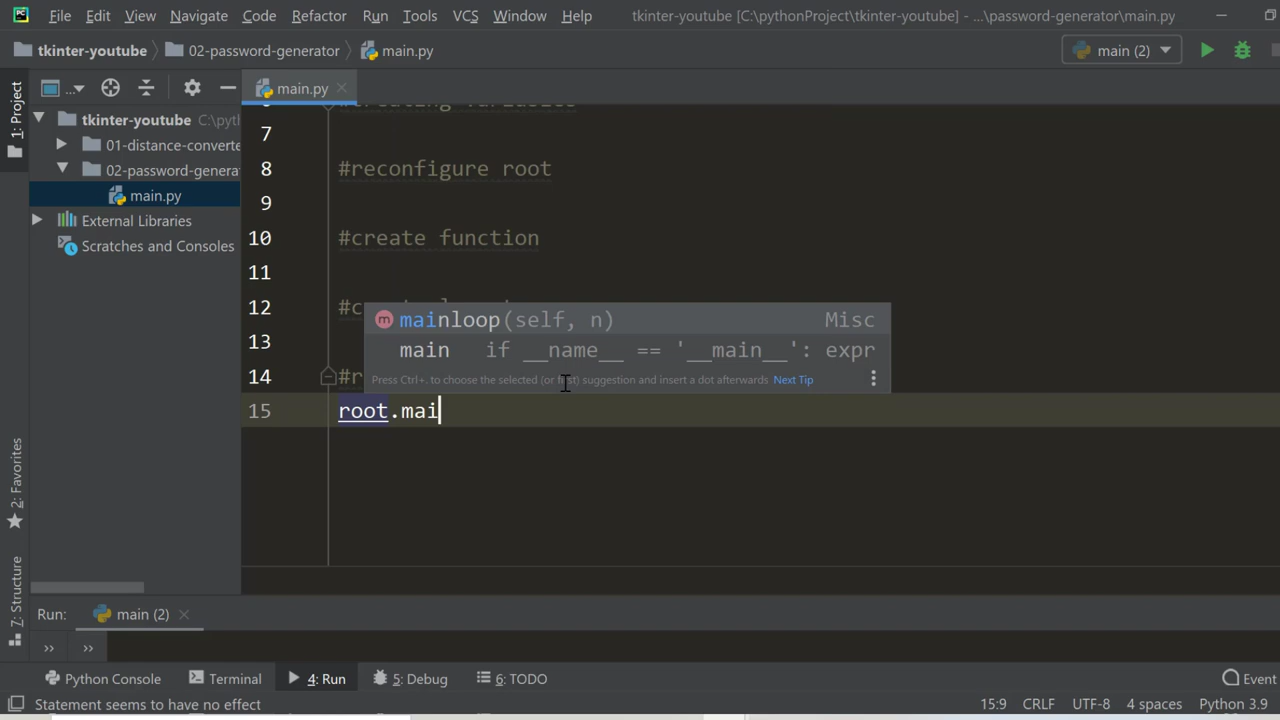 File Edit View Navigate Code Refactor Run Tools VCS Window Help tkinter-youtube [C:\pythonProject\tkinter-youtube] - ...\password-generator\main.py
tkinter-youtube 02-password-generator main.py main (2)
1: Project
... main.py
tkinter-youtube C:\pyth
01-distance-converte
02-password-genera
main.py
External Libraries
Scratches and Consoles
#creating variables
7
8 #reconfigure root
9
10 #create function
11
12 #c
13
14 #r
15 root.mai
mainloop(self, n) Misc
main if __name__ == '__main__': expr
Press Ctrl+. to choose the selected (or first) suggestion and insert a dot afterwards Next Tip
2: Favorites
7: Structure
Run: main (2)
» »
Python Console Terminal 4: Run 5: Debug 6: TODO Event
Statement seems to have no effect 15:9 CRLF UTF-8 4 spaces Python 3.9